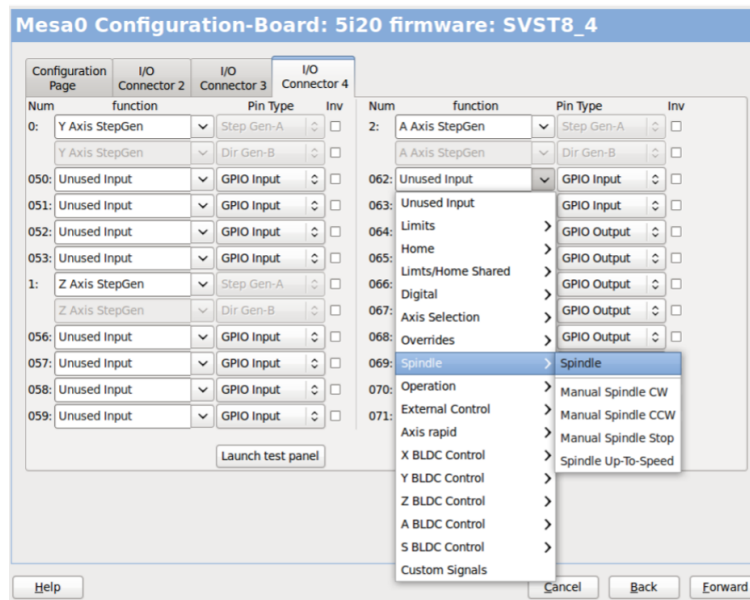 Mesa0 Configuration-Board: 5i20 firmware: SVST8_4
Configuration Page
I/O Connector 2
I/O Connector 3
I/O Connector 4
Num function Pin Type Inv
0: Y Axis StepGen Step Gen-A
Y Axis StepGen Dir Gen-B
050: Unused Input GPIO Input
051: Unused Input GPIO Input
052: Unused Input GPIO Input
053: Unused Input GPIO Input
1: Z Axis StepGen Step Gen-A
Z Axis StepGen Dir Gen-B
056: Unused Input GPIO Input
057: Unused Input GPIO Input
058: Unused Input GPIO Input
059: Unused Input GPIO Input
Num function Pin Type Inv
2: A Axis StepGen Step Gen-A
A Axis StepGen Dir Gen-B
062: Unused Input GPIO Input
063: GPIO Input
064: GPIO Output
065: GPIO Output
066: GPIO Output
067: GPIO Output
068: GPIO Output
069:
070:
071:
Unused Input
Limits
Home
Limts/Home Shared
Digital
Axis Selection
Overrides
Spindle
Operation
External Control
Axis rapid
X BLDC Control
Y BLDC Control
Z BLDC Control
A BLDC Control
S BLDC Control
Custom Signals
Spindle
Manual Spindle CW
Manual Spindle CCW
Manual Spindle Stop
Spindle Up-To-Speed
Launch test panel
Help Cancel Back Forward